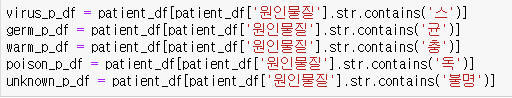 virus_p_df = patient_df[patient_df['원인물질'].str.contains('스')]
germ_p_df = patient_df[patient_df['원인물질'].str.contains('균')]
warm_p_df = patient_df[patient_df['원인물질'].str.contains('충')]
poison_p_df = patient_df[patient_df['원인물질'].str.contains('독')]
unknown_p_df = patient_df[patient_df['원인물질'].str.contains('불명')]